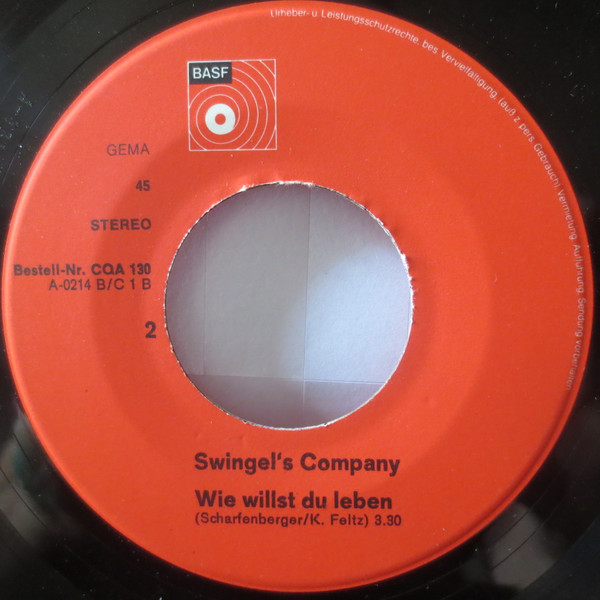 Urheber- u. Leistungsschutzrechte, bes. Vervielfältigung, (auß. z. pers. Gebrauch), Vermietung, Aufführung, Sendung vorbehalten
BASF
GEMA
45
STEREO
Bestell-Nr. CQA 130
A-0214 B/C 1 B
2
Swingel's Company
Wie willst du leben
(Scharfenberger/K. Feltz) 3.30